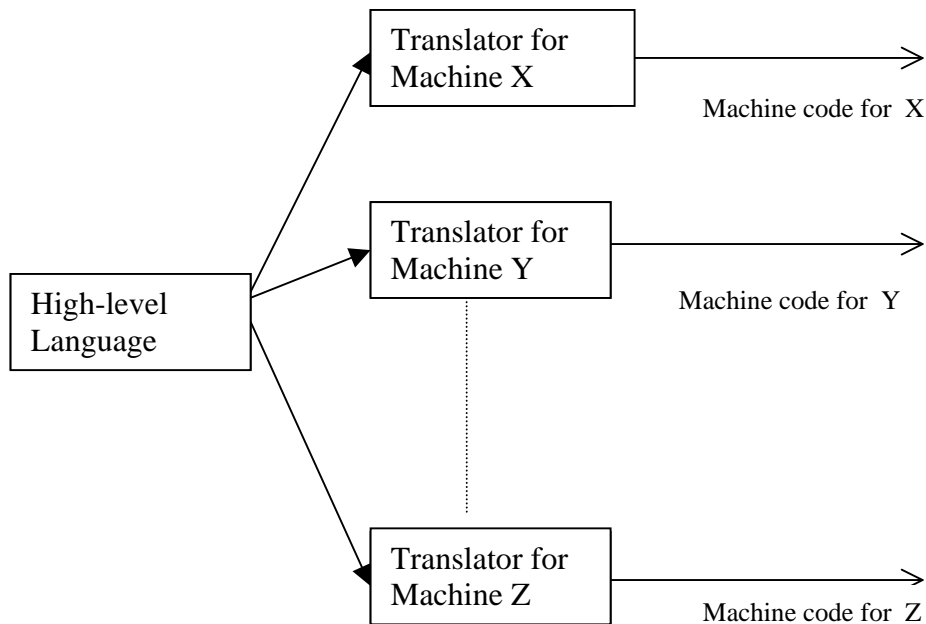 Translator for
Machine X
Machine code for X
Translator for
Machine Y
Machine code for Y
High-level
Language
Translator for
Machine Z
Machine code for Z